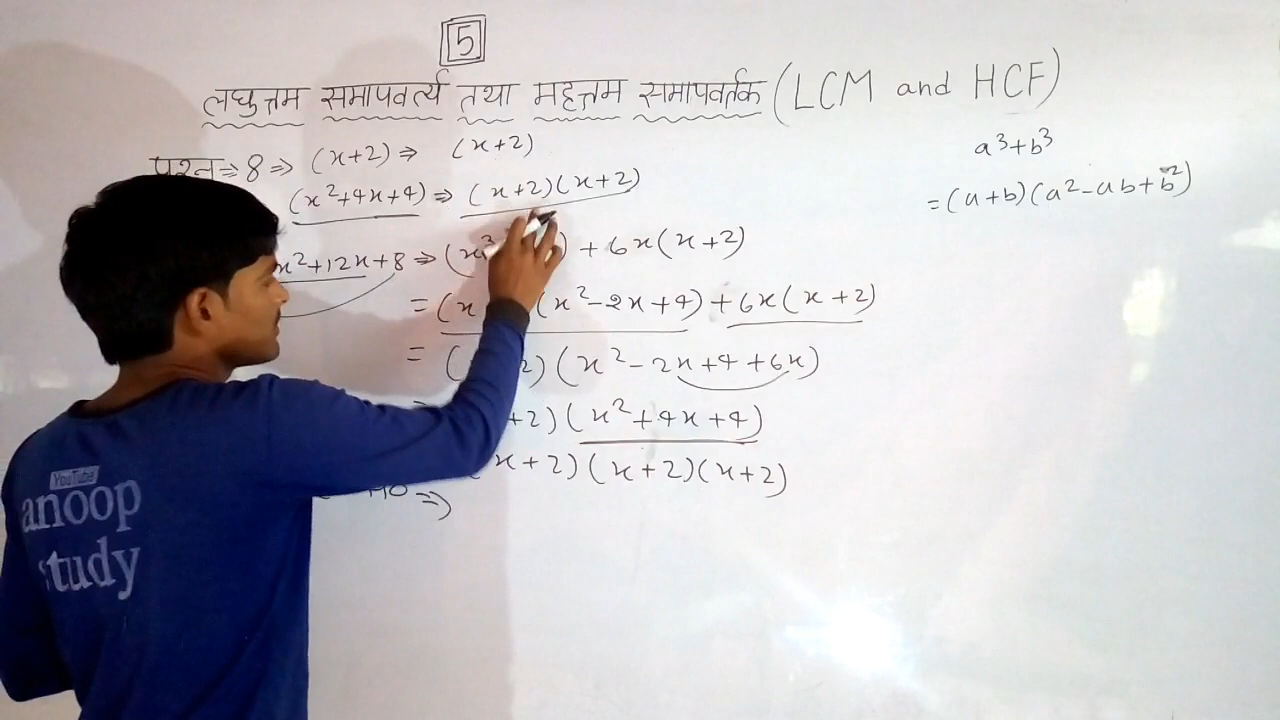 5
लघुत्तम समापवर्त्य तथा महत्तम समापवर्तक (LCM and HCF)
प्रश्न ⇒ 8 ⇒ (x+2) ⇒ (x+2)
(x²+4x+4) ⇒ (x+2)(x+2)
x²+12x+8 ⇒ (x³ ) + 6x(x+2)
= (x (x²-2x+4) + 6x(x+2)
= ( 2)(x²-2x+4+6x)
+2)(x²+4x+4)
x+2)(x+2)(x+2)
⇒
a³+b³
=(a+b)(a²-ab+b²)
YouTube
anoop
study